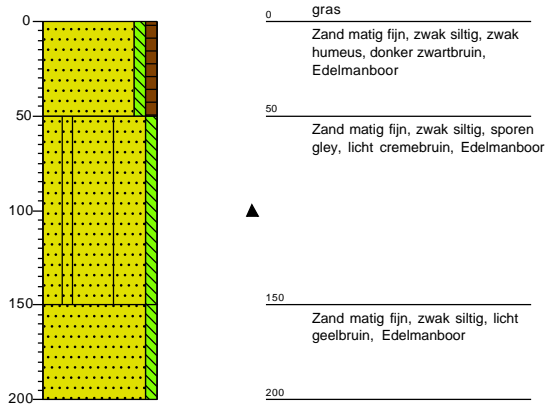 0
50
100
150
200
0
gras
Zand matig fijn, zwak siltig, zwak
humeus, donker zwartbruin,
Edelmanboor
50
Zand matig fijn, zwak siltig, sporen
gley, licht cremebruin, Edelmanboor
150
Zand matig fijn, zwak siltig, licht
geelbruin, Edelmanboor
200